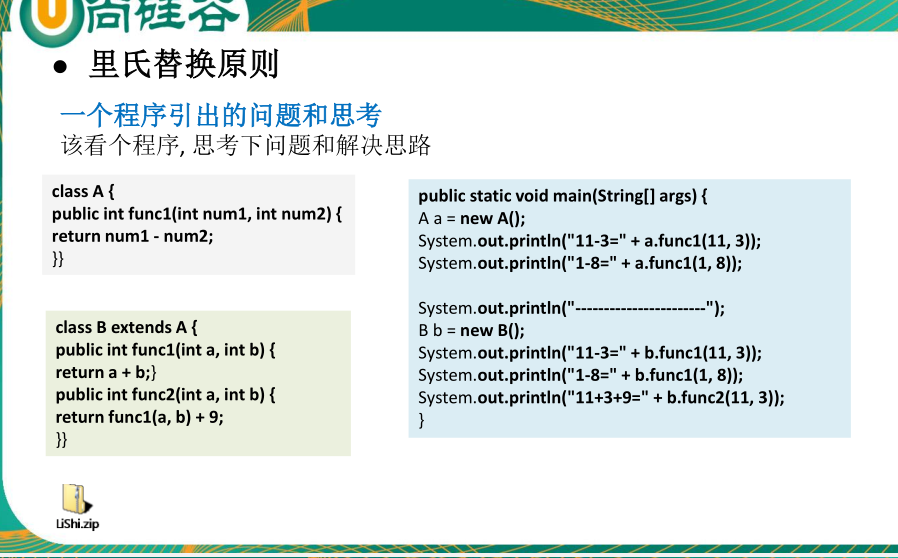 尚硅谷
● 里氏替换原则
一个程序引出的问题和思考
该看个程序, 思考下问题和解决思路
class A {
public int func1(int num1, int num2) {
return num1 - num2;
}}
class B extends A {
public int func1(int a, int b) {
return a + b;}
public int func2(int a, int b) {
return func1(a, b) + 9;
}}
public static void main(String[] args) {
A a = new A();
System.out.println("11-3=" + a.func1(11, 3));
System.out.println("1-8=" + a.func1(1, 8));
System.out.println("-----------------------");
B b = new B();
System.out.println("11-3=" + b.func1(11, 3));
System.out.println("1-8=" + b.func1(1, 8));
System.out.println("11+3+9=" + b.func2(11, 3));
}
LiShi.zip